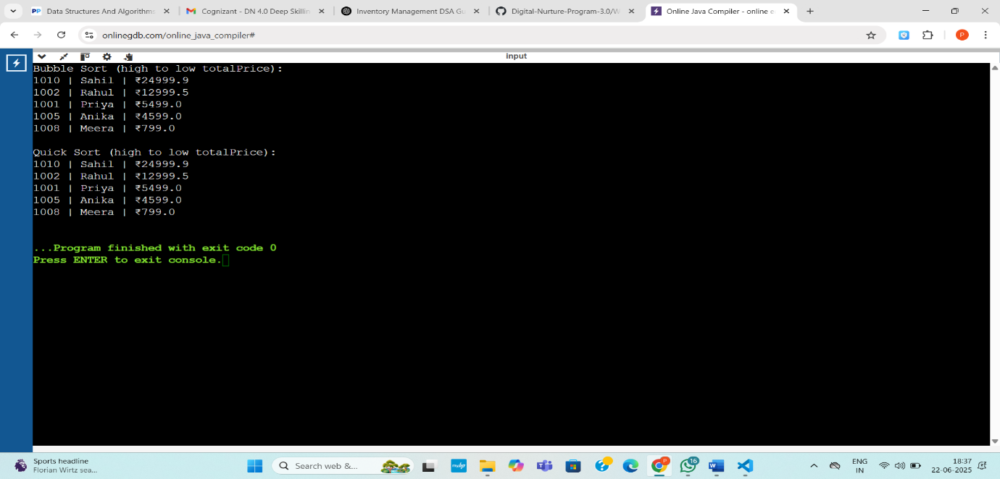 Data Structures And Algorithms
Cognizant - DN 4.0 Deep Skillin
Inventory Management DSA Gu
Digital-Nurture-Program-3.0/W
Online Java Compiler - online e
onlinegdb.com/online_java_compiler#
P
input
Bubble Sort (high to low totalPrice):
1010 | Sahil | ₹24999.9
1002 | Rahul | ₹12999.5
1001 | Priya | ₹5499.0
1005 | Anika | ₹4599.0
1008 | Meera | ₹799.0
Quick Sort (high to low totalPrice):
1010 | Sahil | ₹24999.9
1002 | Rahul | ₹12999.5
1001 | Priya | ₹5499.0
1005 | Anika | ₹4599.0
1008 | Meera | ₹799.0
...Program finished with exit code 0
Press ENTER to exit console.
Sports headline
Florian Wirtz sea...
Search web &...
myhp
16
ENG
IN
18:37
22-06-2025